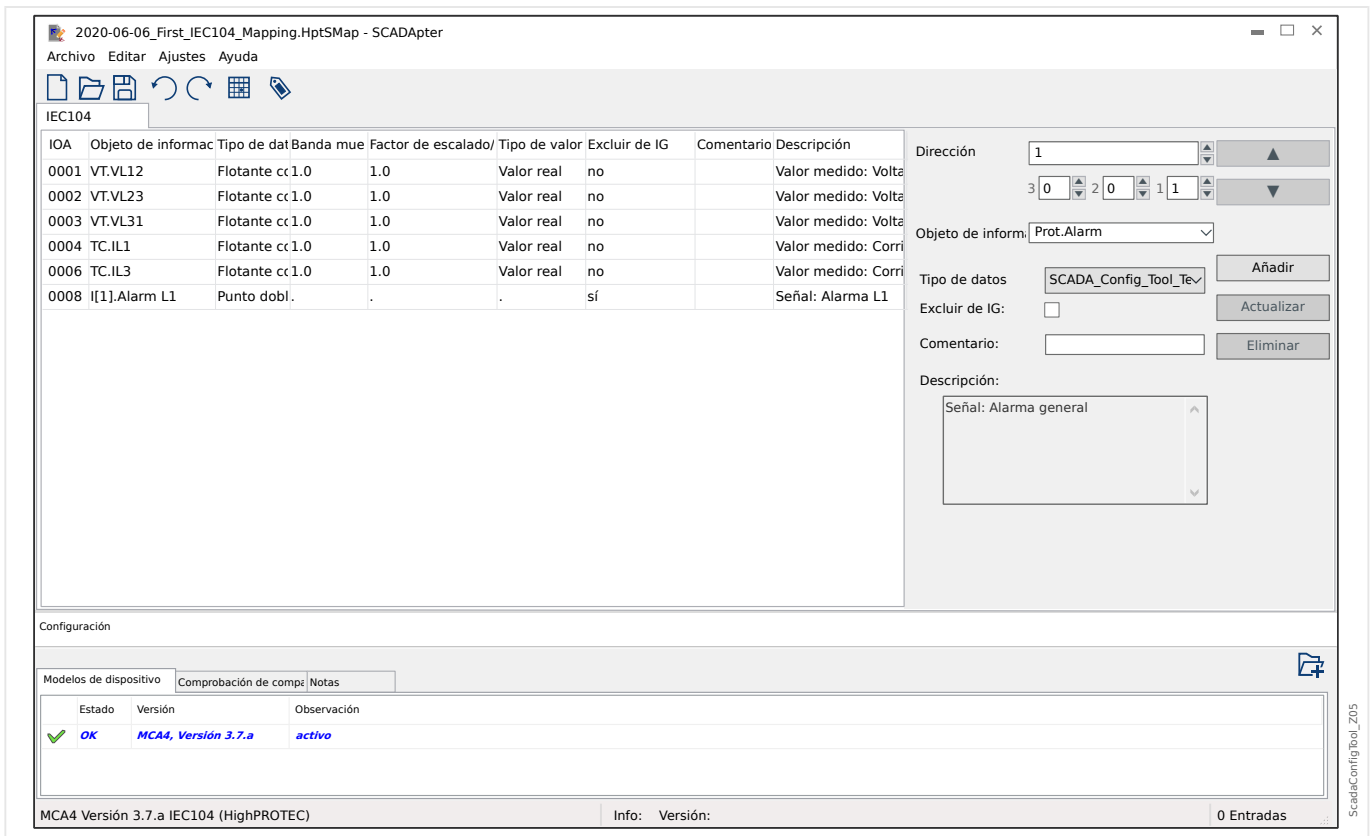 2020-06-06_First_IEC104_Mapping.HptSMap - SCADApter
Archivo Editar Ajustes Ayuda
IEC104
IOA Objeto de informac Tipo de dat Banda mue Factor de escalado/ Tipo de valor Excluir de IG Comentario Descripción
0001 VT.VL12 Flotante cc 1.0 1.0 Valor real no Valor medido: Volta
0002 VT.VL23 Flotante cc 1.0 1.0 Valor real no Valor medido: Volta
0003 VT.VL31 Flotante cc 1.0 1.0 Valor real no Valor medido: Volta
0004 TC.IL1 Flotante cc 1.0 1.0 Valor real no Valor medido: Corri
0006 TC.IL3 Flotante cc 1.0 1.0 Valor real no Valor medido: Corri
0008 I[1].Alarm L1 Punto dobl . . . sí Señal: Alarma L1
Dirección 1
3 0 2 0 1 1
Objeto de inform Prot.Alarm
Añadir
Tipo de datos SCADA_Config_Tool_Te
Excluir de IG:
Actualizar
Comentario:
Eliminar
Descripción:
Señal: Alarma general
Configuración
Modelos de dispositivo Comprobación de compa Notas
Estado Versión Observación
OK MCA4, Versión 3.7.a activo
MCA4 Versión 3.7.a IEC104 (HighPROTEC) Info: Versión: 0 Entradas
ScadaConfigTool_Z05